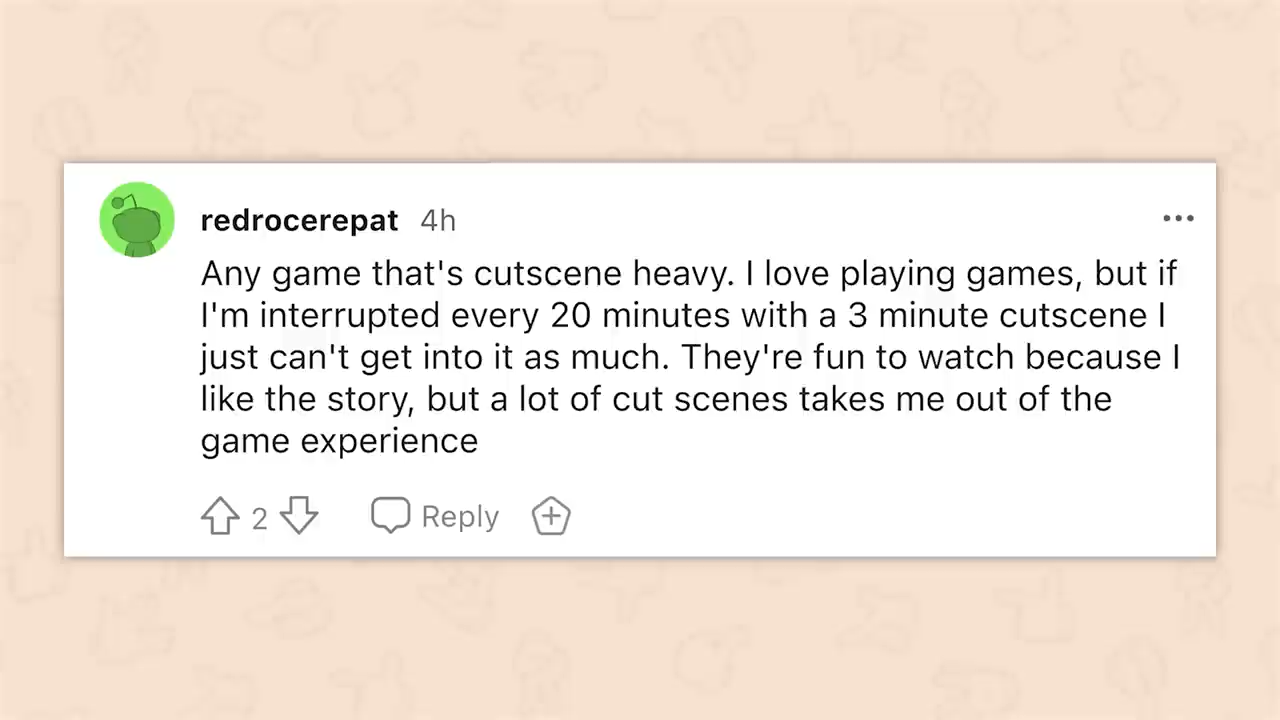 redrocerepat 4h
Any game that's cutscene heavy. I love playing games, but if
I'm interrupted every 20 minutes with a 3 minute cutscene I
just can't get into it as much. They're fun to watch because I
like the story, but a lot of cut scenes takes me out of the
game experience
2 Reply